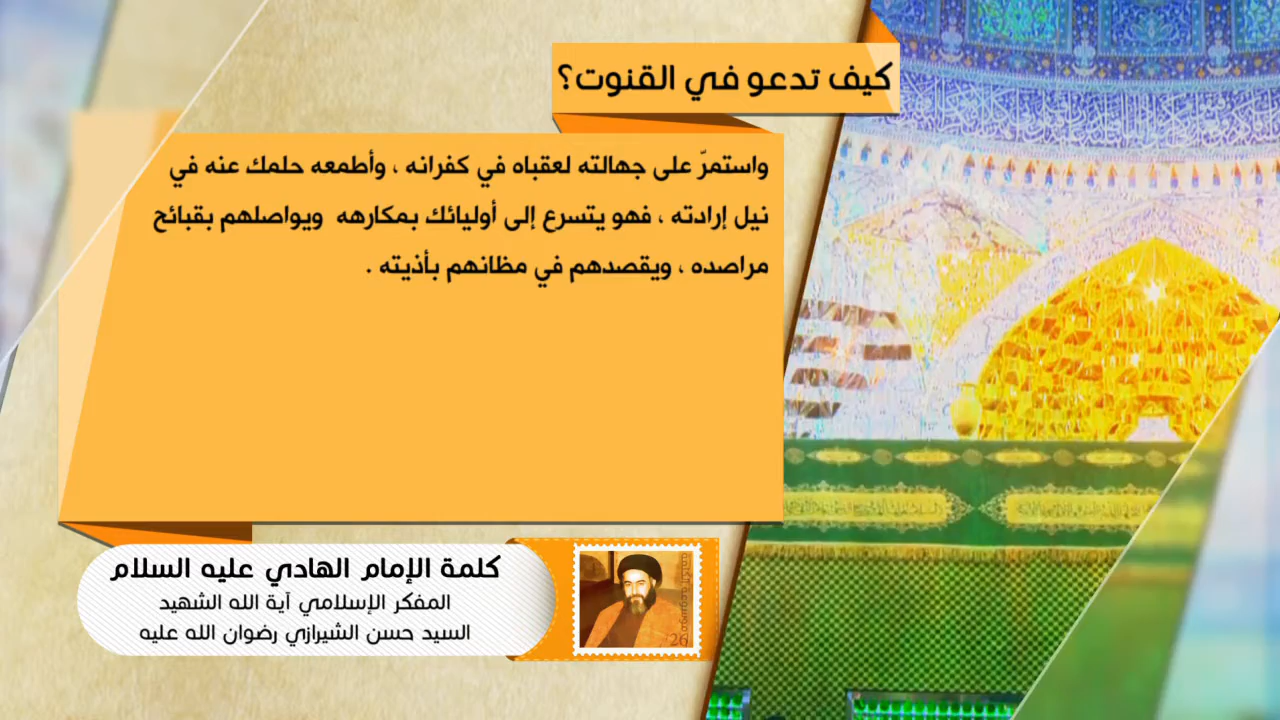 كيف تدعو في القنوت؟
واستمرّ على جهالته لعقباه في كفرانه ، وأطمعه حلمك عنه في
نيل إرادته ، فهو يتسرع إلى أوليائك بمكارهه ويواصلهم بقبائح
مراصده ، ويقصدهم في مظانهم بأذيته .
كلمة الإمام الهادي عليه السلام
المفكر الإسلامي آية الله الشهيد
السيد حسن الشيرازي رضوان الله عليه